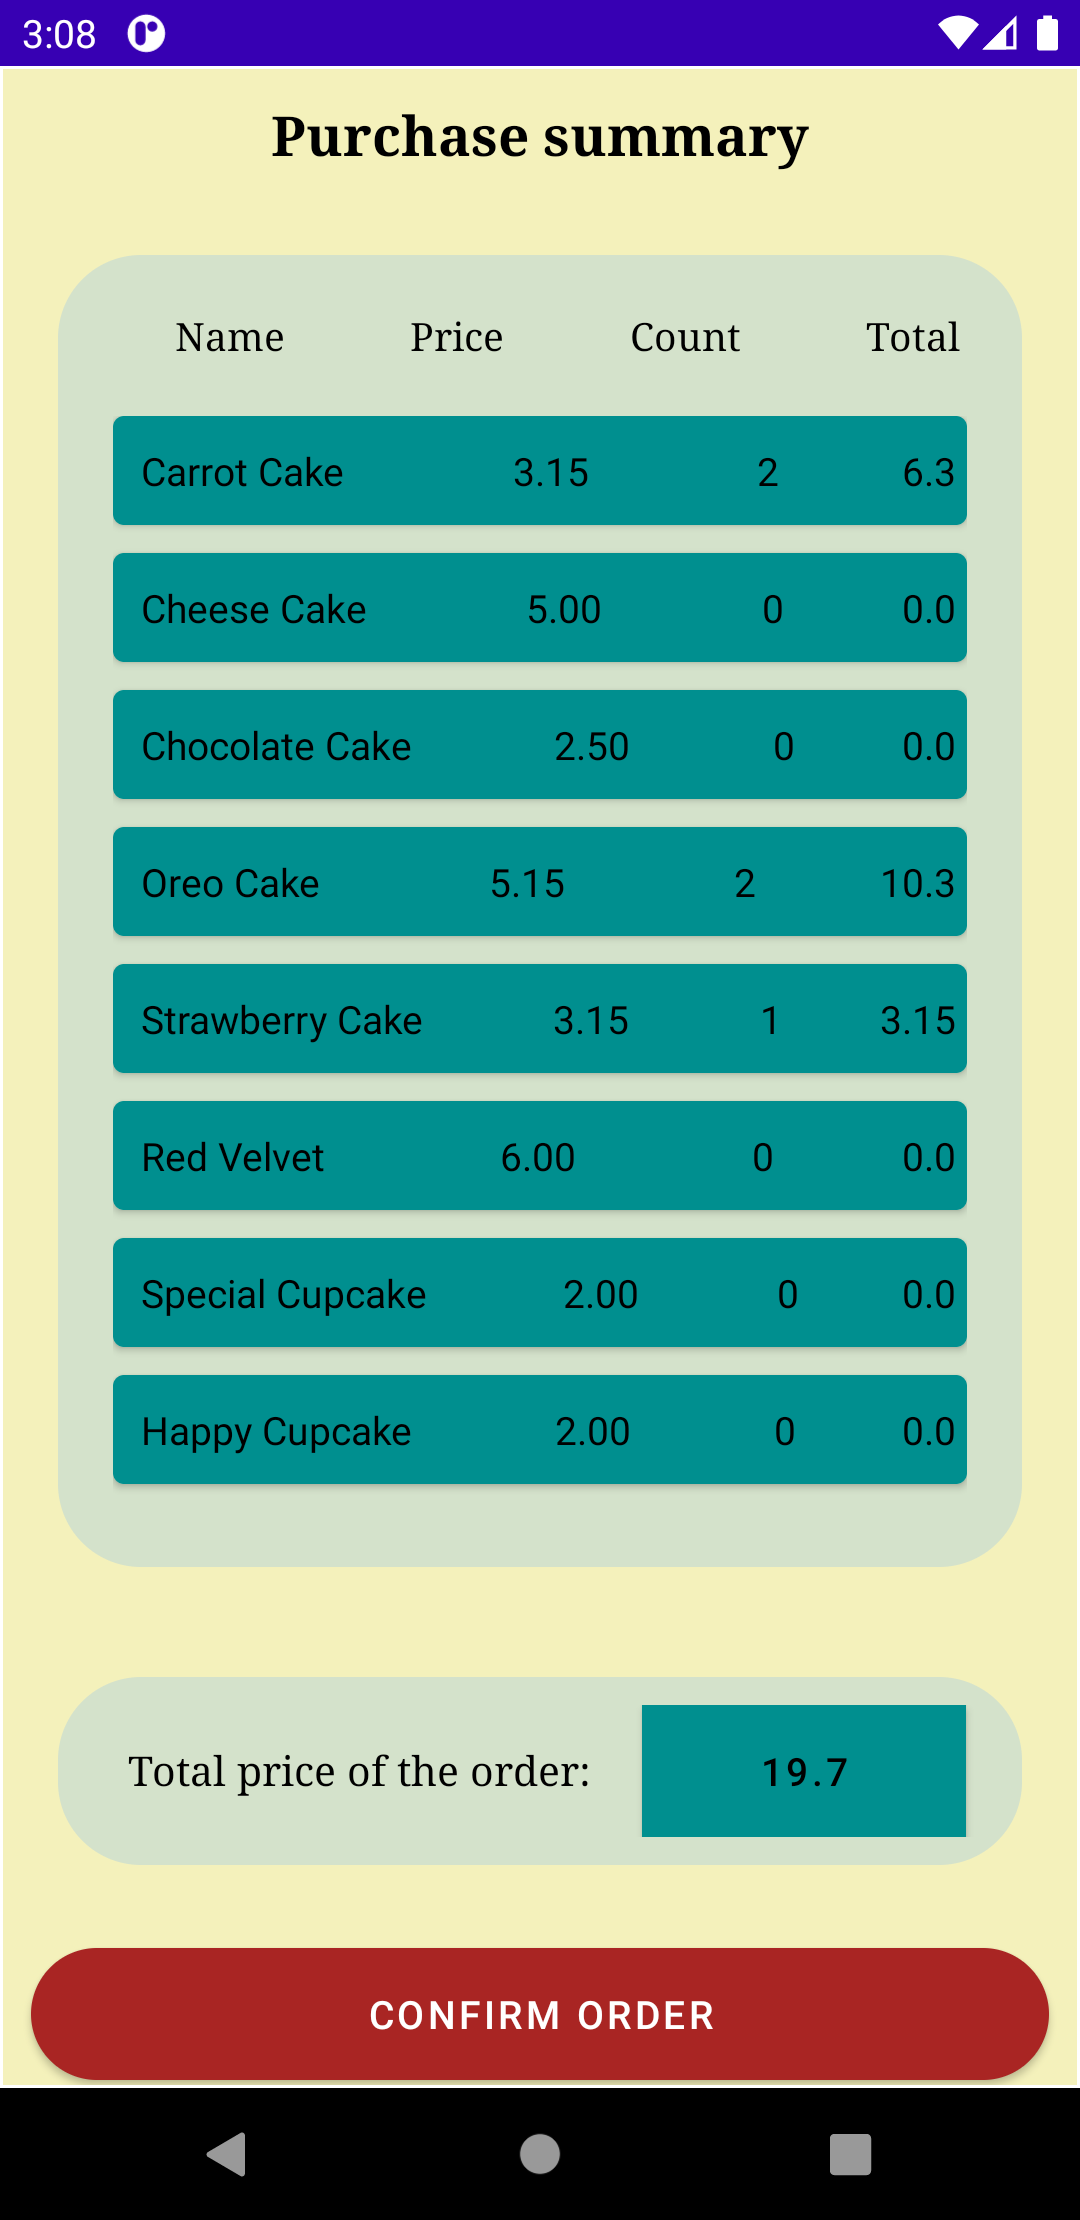 3:08
Purchase summary
Name Price Count Total
Carrot Cake 3.15 2 6.3
Cheese Cake 5.00 0 0.0
Chocolate Cake 2.50 0 0.0
Oreo Cake 5.15 2 10.3
Strawberry Cake 3.15 1 3.15
Red Velvet 6.00 0 0.0
Special Cupcake 2.00 0 0.0
Happy Cupcake 2.00 0 0.0
Total price of the order: 19.7
CONFIRM ORDER